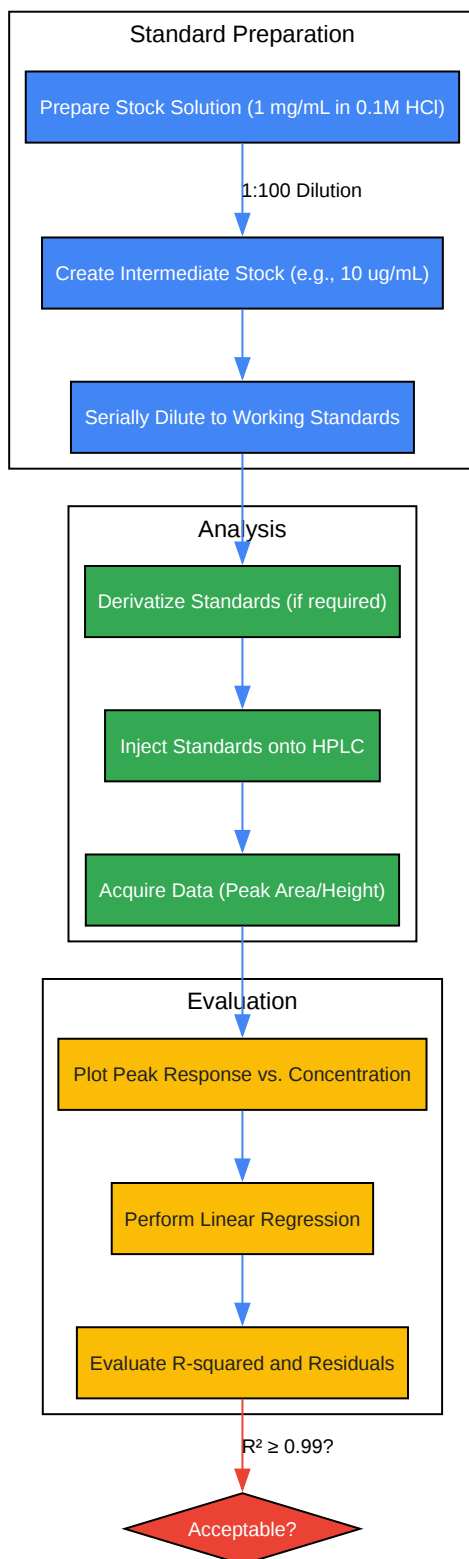 Standard Preparation
Prepare Stock Solution (1 mg/mL in 0.1M HCl)
1:100 Dilution
Create Intermediate Stock (e.g., 10 ug/mL)
Serially Dilute to Working Standards
Analysis
Derivatize Standards (if required)
Inject Standards onto HPLC
Acquire Data (Peak Area/Height)
Evaluation
Plot Peak Response vs. Concentration
Perform Linear Regression
Evaluate R-squared and Residuals
R² ≥ 0.99?
Acceptable?